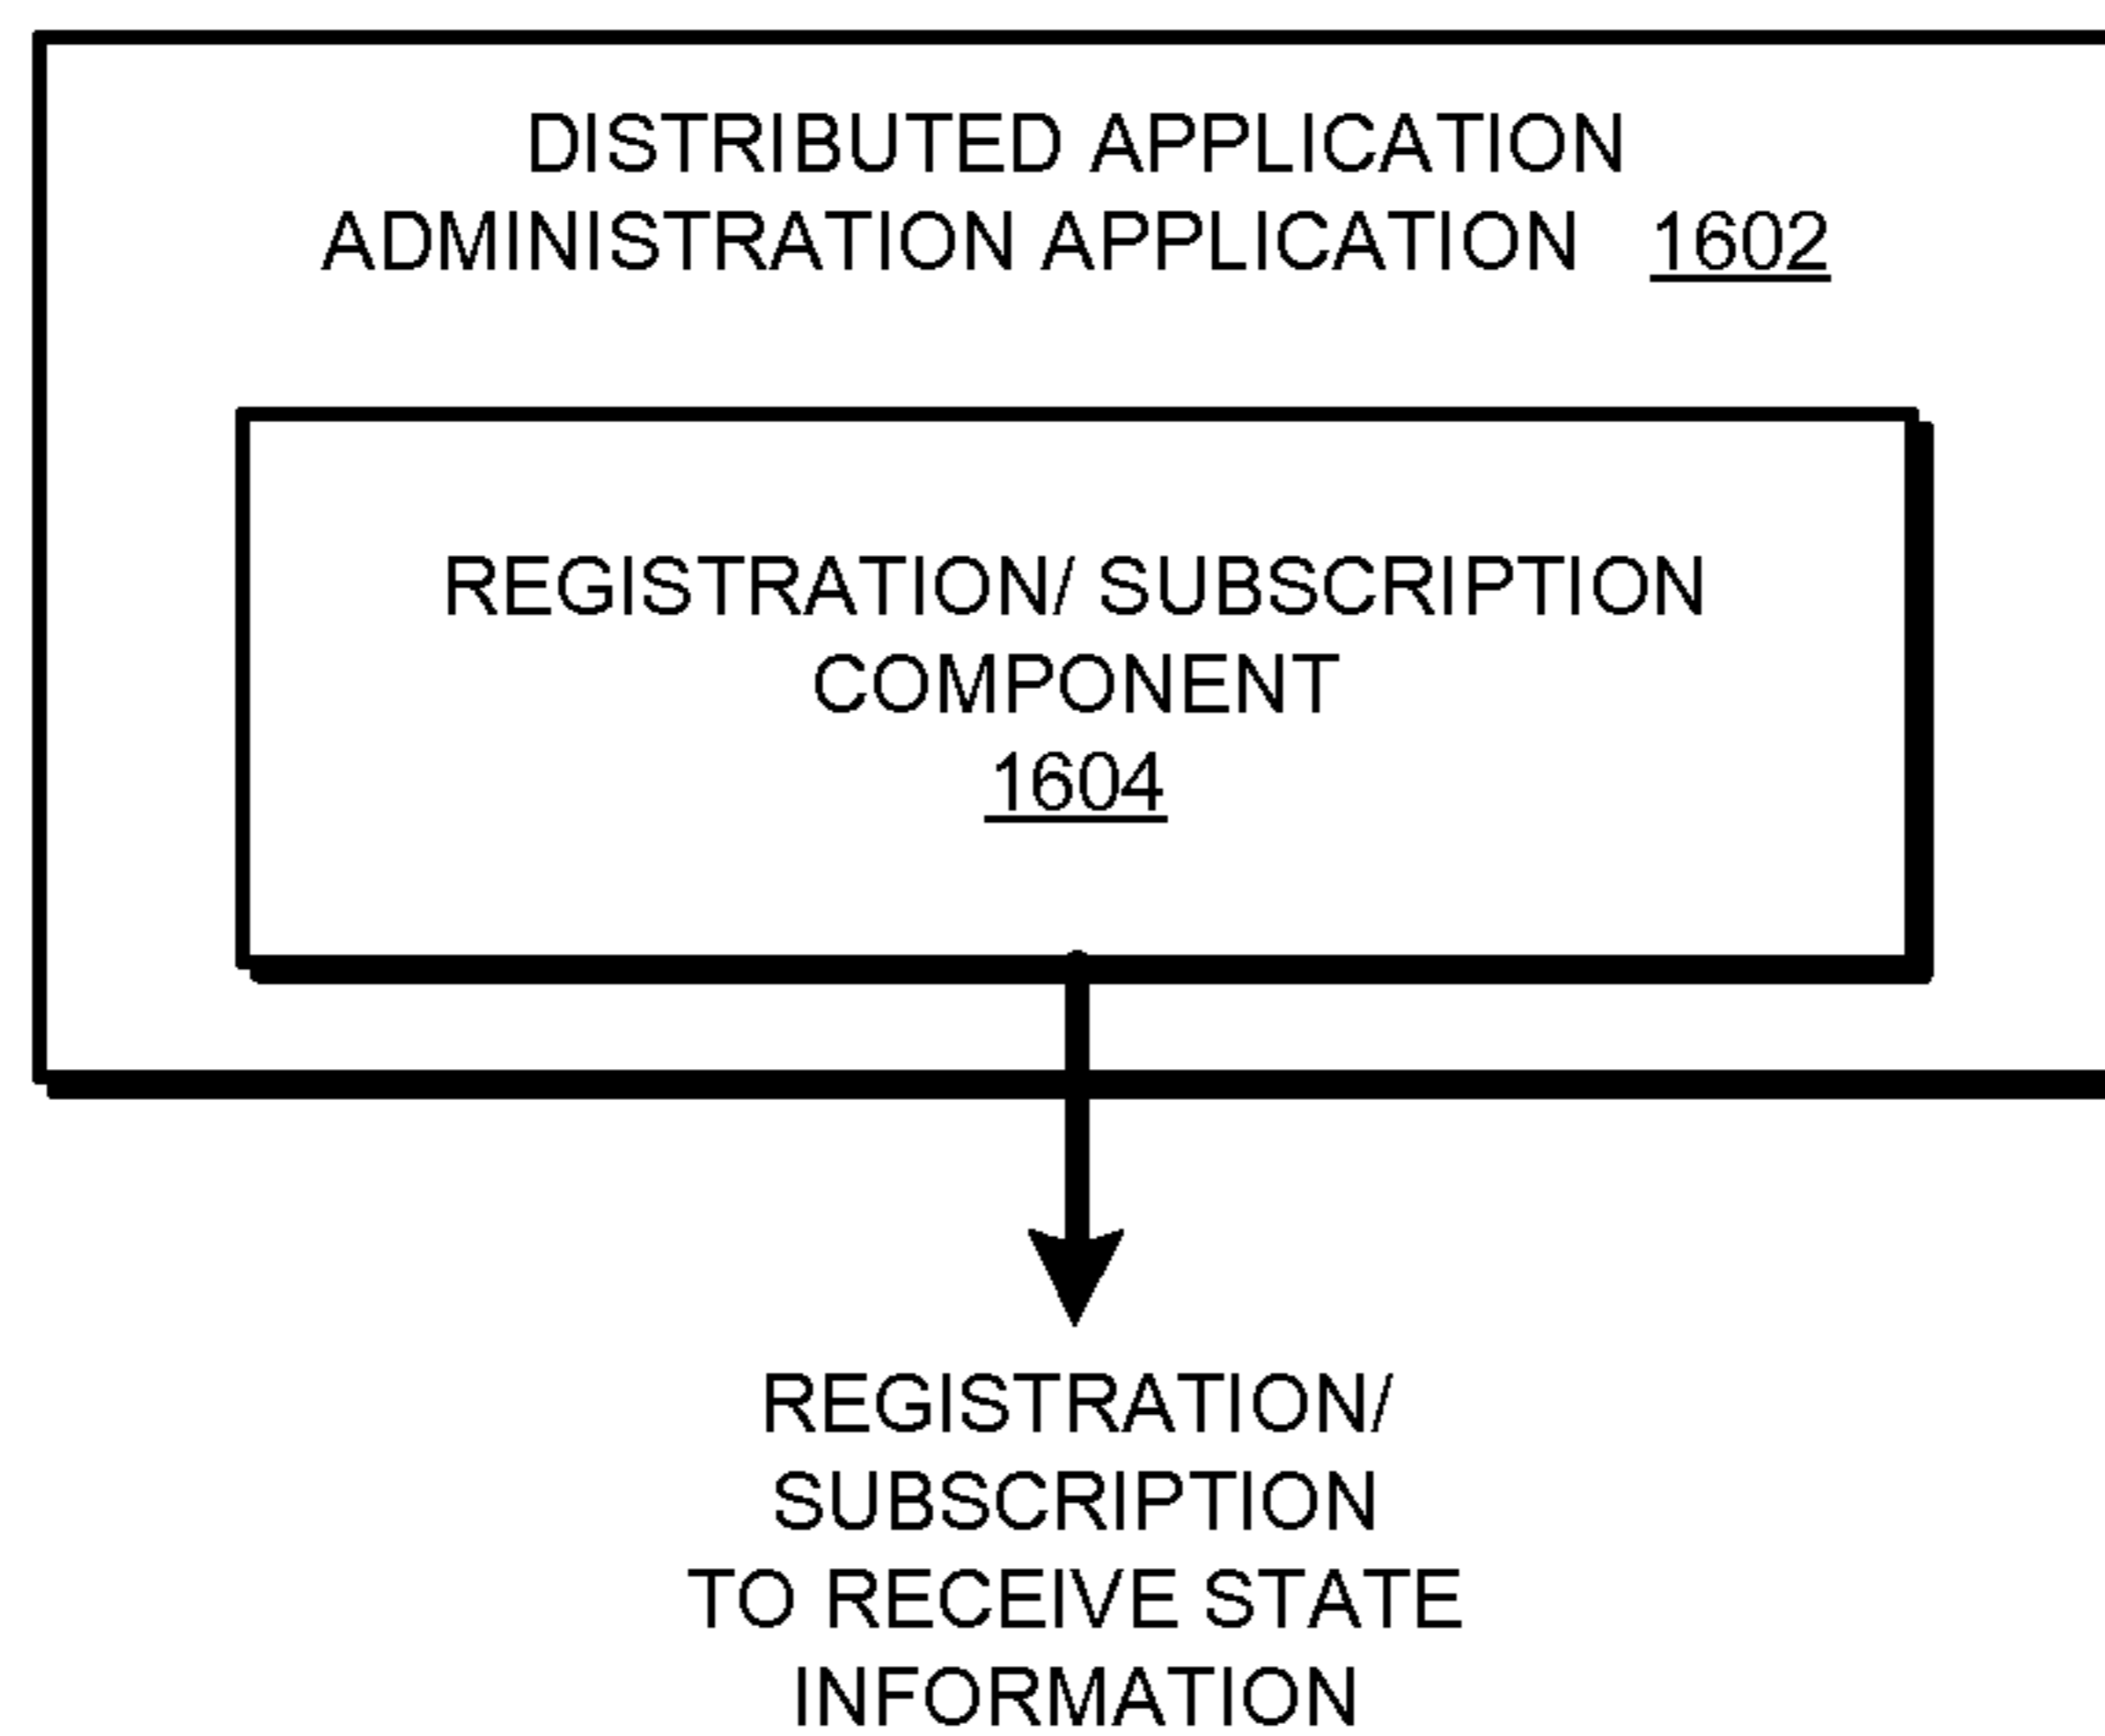 DISTRIBUTED APPLICATION
ADMINISTRATION APPLICATION 1602
REGISTRATION/ SUBSCRIPTION
COMPONENT
1604
REGISTRATION/
SUBSCRIPTION
TO RECEIVE STATE
INFORMATION